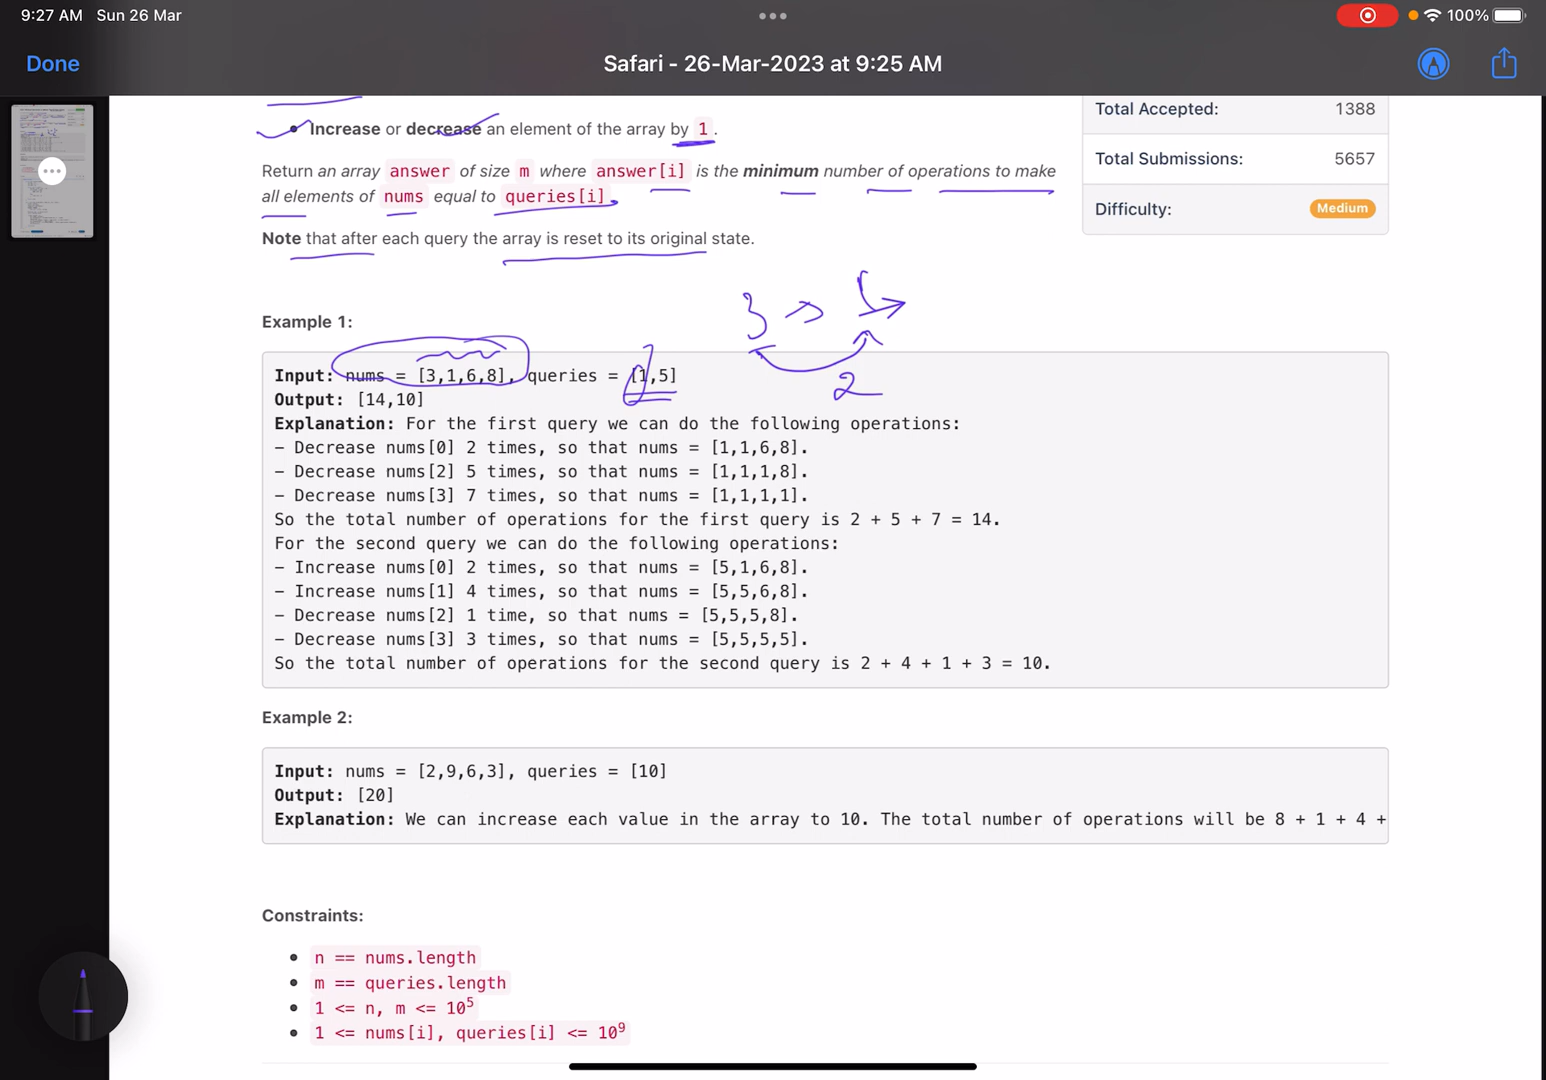 9:27 AM Sun 26 Mar
100%
Done
Safari - 26-Mar-2023 at 9:25 AM
Increase or decrease an element of the array by 1.
Return an array answer of size m where answer[i] is the minimum number of operations to make
all elements of nums equal to queries[i].
Note that after each query the array is reset to its original state.
Total Accepted: 1388
Total Submissions: 5657
Difficulty: Medium
3
2
Example 1:
Input: nums = [3,1,6,8], queries = [1,5]
Output: [14,10]
Explanation: For the first query we can do the following operations:
- Decrease nums[0] 2 times, so that nums = [1,1,6,8].
- Decrease nums[2] 5 times, so that nums = [1,1,1,8].
- Decrease nums[3] 7 times, so that nums = [1,1,1,1].
So the total number of operations for the first query is 2 + 5 + 7 = 14.
For the second query we can do the following operations:
- Increase nums[0] 2 times, so that nums = [5,1,6,8].
- Increase nums[1] 4 times, so that nums = [5,5,6,8].
- Decrease nums[2] 1 time, so that nums = [5,5,5,8].
- Decrease nums[3] 3 times, so that nums = [5,5,5,5].
So the total number of operations for the second query is 2 + 4 + 1 + 3 = 10.
Example 2:
Input: nums = [2,9,6,3], queries = [10]
Output: [20]
Explanation: We can increase each value in the array to 10. The total number of operations will be 8 + 1 + 4 +
Constraints:
n == nums.length
m == queries.length
1 <= n, m <= 10⁵
1 <= nums[i], queries[i] <= 10⁹